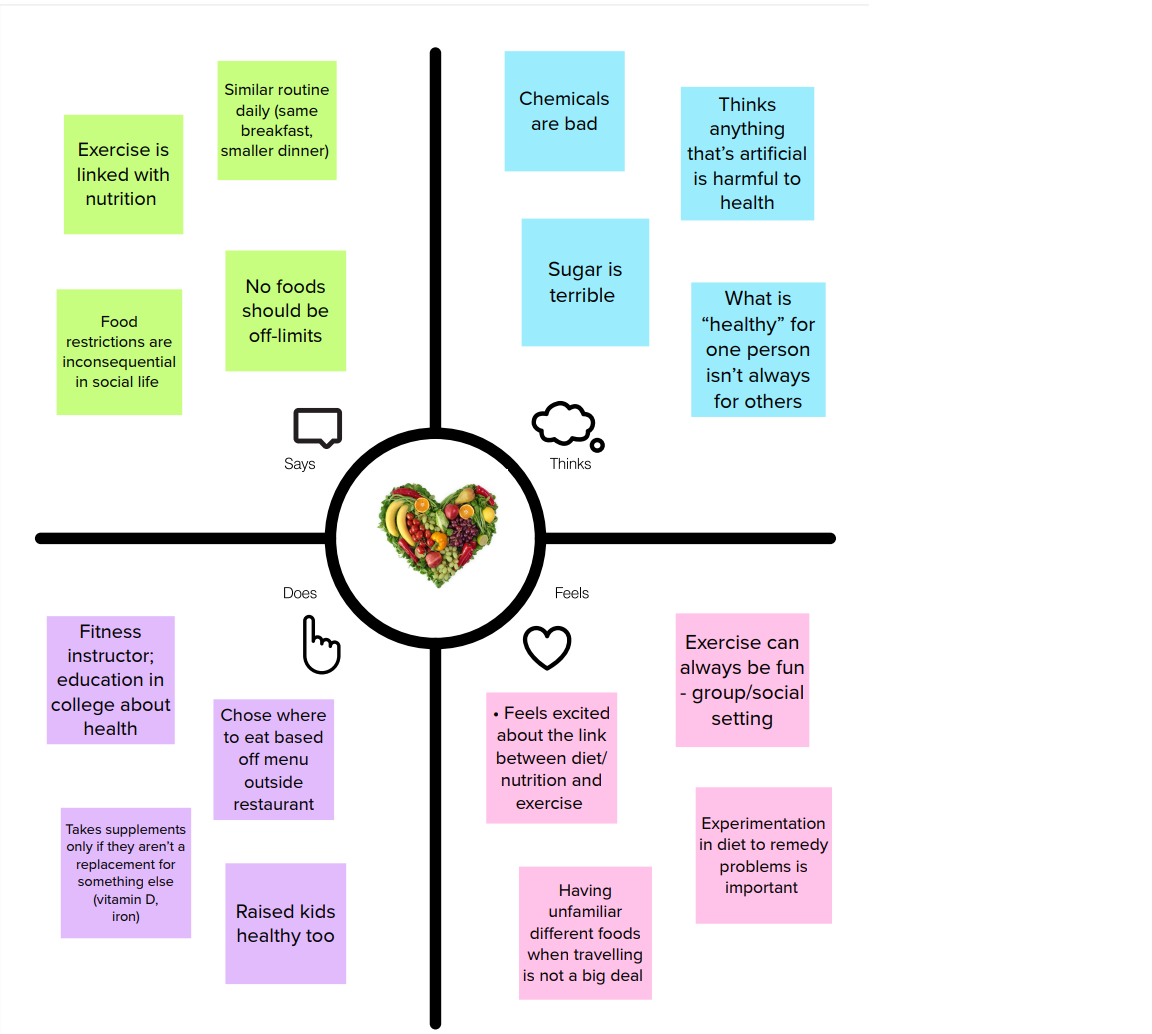 Similar routine
daily (same
breakfast,
smaller dinner)
Exercise is
linked with
nutrition
No foods
should be
off-limits
Food
restrictions are
inconsequential
in social life
Says
Chemicals
are bad
Thinks
anything
that’s artificial
is harmful to
health
Sugar is
terrible
What is
“healthy” for
one person
isn’t always
for others
Thinks
Does
Fitness
instructor;
education in
college about
health
Chose where
to eat based
off menu
outside
restaurant
Takes supplements
only if they aren’t a
replacement for
something else
(vitamin D,
iron)
Raised kids
healthy too
Feels
Exercise can
always be fun
- group/social
setting
• Feels excited
about the link
between diet/
nutrition and
exercise
Experimentation
in diet to remedy
problems is
important
Having
unfamiliar
different foods
when travelling
is not a big deal